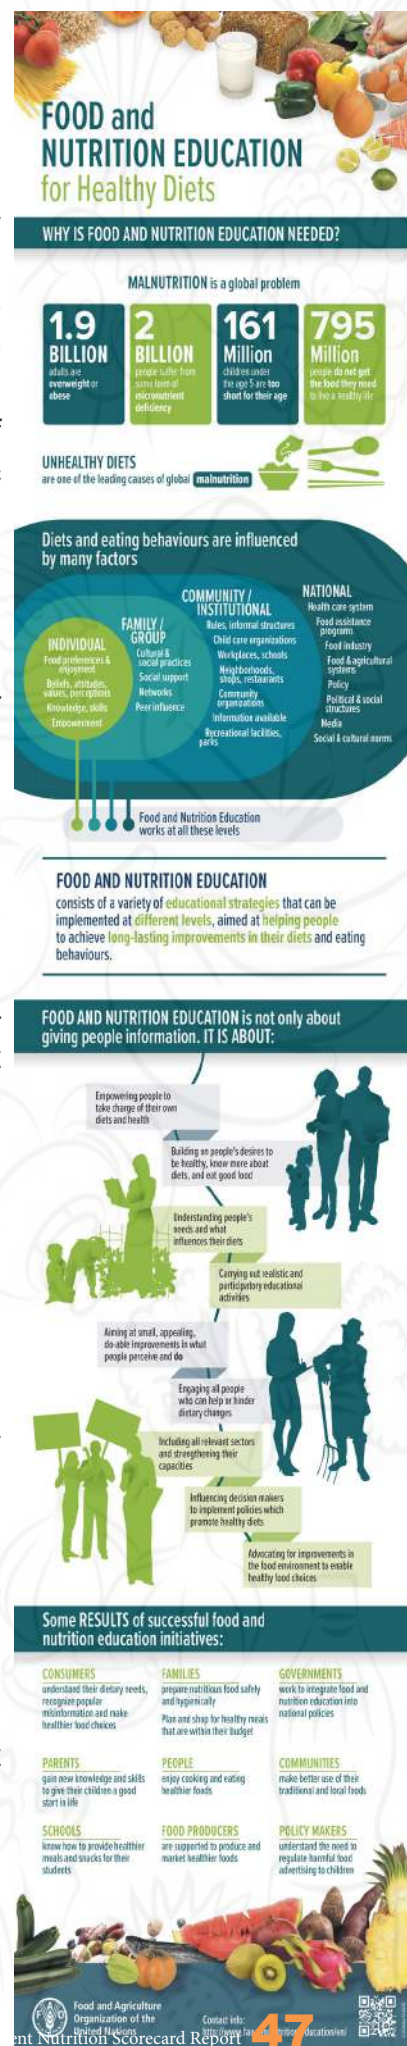 FOOD and
NUTRITION EDUCATION
for Healthy Diets
WHY IS FOOD AND NUTRITION EDUCATION NEEDED?
MALNUTRITION is a global problem
1.9
BILLION
adults are
overweight or
obese
2
BILLION
people suffer from
some form of
micronutrient
deficiency
161
Million
children under
the age 5 are too
short for their age
795
Million
people do not get
the food they need
to live a healthy life
UNHEALTHY DIETS
are one of the leading causes of global malnutrition
Diets and eating behaviours are influenced
by many factors
INDIVIDUAL
Food preferences &
enjoyment
Beliefs, attitudes,
values, perceptions
Knowledge, skills
Empowerment
FAMILY /
GROUP
Cultural &
social practices
Social support
Networks
Peer influence
COMMUNITY /
INSTITUTIONAL
Rules, informal structures
Child care organizations
Workplaces, schools
Neighborhoods,
shops, restaurants
Community
organizations
Information available
Recreational facilities,
parks
NATIONAL
Health care system
Food assistance
programs
Food industry
Food & agricultural
systems
Policy
Political & social
structures
Media
Social & cultural norms
Food and Nutrition Education
works at all these levels
FOOD AND NUTRITION EDUCATION
consists of a variety of educational strategies that can be
implemented at different levels, aimed at helping people
to achieve long-lasting improvements in their diets and eating
behaviours.
FOOD AND NUTRITION EDUCATION is not only about
giving people information. IT IS ABOUT:
Empowering people to
take charge of their own
diets and health
Building on people's desires to
be healthy, know more about
diets, and eat good food
Understanding people's
needs and what
influences their diets
Carrying out realistic and
participatory educational
activities
Aiming at small, appealing,
do-able improvements in what
people perceive and do
Engaging all people
who can help or hinder
dietary changes
Including all relevant sectors
and strengthening their
capacities
Influencing decision makers
to implement policies which
promote healthy diets
Advocating for improvements in
the food environment to enable
healthy food choices
Some RESULTS of successful food and
nutrition education initiatives:
CONSUMERS
understand their dietary needs,
recognize popular
misinformation and make
healthier food choices
FAMILIES
prepare nutritious food safely
and hygienically
Plan and shop for healthy meals
that are within their budget
GOVERNMENTS
work to integrate food and
nutrition education into
national policies
PARENTS
gain new knowledge and skills
to give their children a good
start in life
PEOPLE
enjoy cooking and eating
healthier foods
COMMUNITIES
make better use of their
traditional and local foods
SCHOOLS
know how to provide healthier
meals and snacks for their
students
FOOD PRODUCERS
are supported to produce and
market healthier foods
POLICY MAKERS
understand the need to
regulate harmful food
advertising to children
Food and Agriculture
Organization of the
United Nations
Contact info:
ent Nutrition Scorecard Report
47